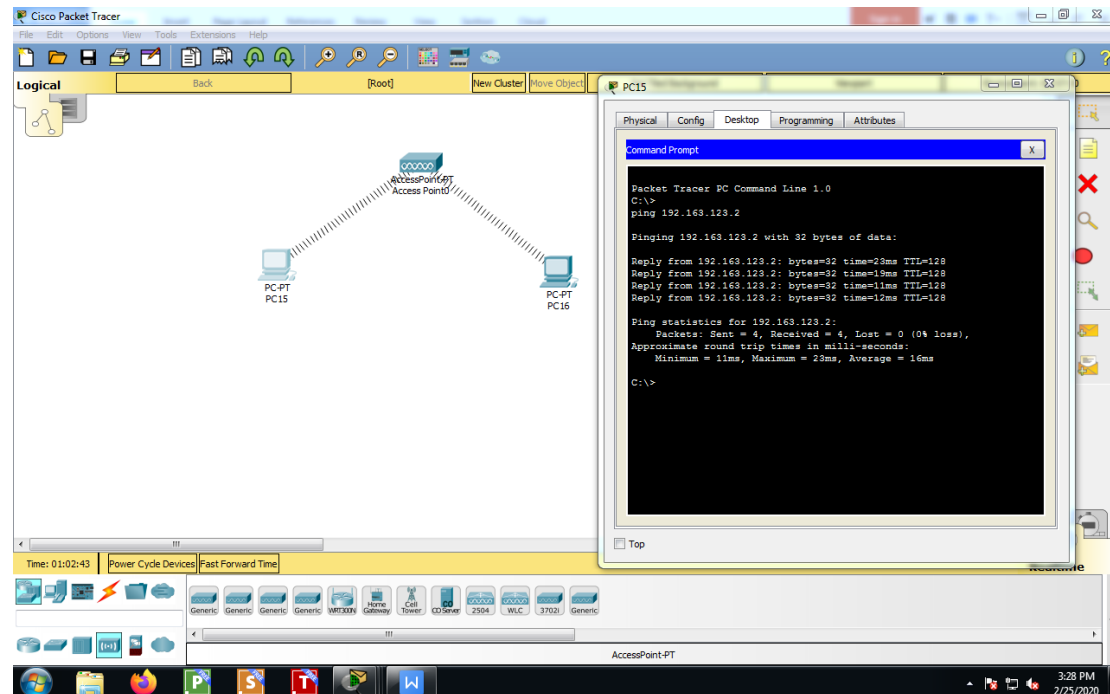 Cisco Packet Tracer
File Edit Options View Tools Extensions Help
Logical
Back
[Root]
New Cluster
Move Object
PC15
Physical Config Desktop Programming Attributes
Command Prompt
X
Packet Tracer PC Command Line 1.0
C:\>
ping 192.163.123.2
Pinging 192.163.123.2 with 32 bytes of data:
Reply from 192.163.123.2: bytes=32 time=23ms TTL=128
Reply from 192.163.123.2: bytes=32 time=19ms TTL=128
Reply from 192.163.123.2: bytes=32 time=11ms TTL=128
Reply from 192.163.123.2: bytes=32 time=12ms TTL=128
Ping statistics for 192.163.123.2:
Packets: Sent = 4, Received = 4, Lost = 0 (0% loss),
Approximate round trip times in milli-seconds:
Minimum = 11ms, Maximum = 23ms, Average = 16ms
C:\>
Top
AccessPoint-PT
Access Point0
PC-PT
PC15
PC-PT
PC16
Time: 01:02:43
Power Cycle Devices
Fast Forward Time
Realtime
Generic Generic Generic Generic WRT300N Home Gateway Cell Tower CO Server 2504 WLC 3702i Generic
AccessPoint-PT
3:28 PM
2/25/2020